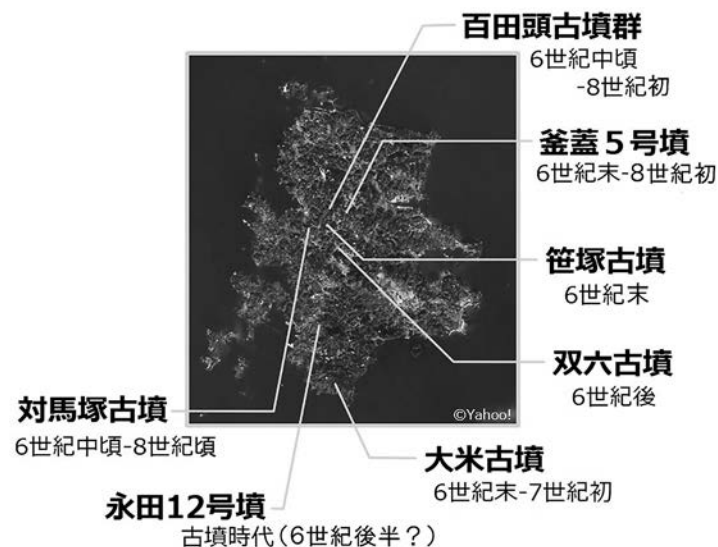 百田頭古墳群
6世紀中頃
-8世紀初
釜蓋５号墳
6世紀末-8世紀初
笹塚古墳
6世紀末
双六古墳
6世紀後
©Yahoo!
対馬塚古墳
6世紀中頃-8世紀頃
大米古墳
6世紀末-7世紀初
永田12号墳
古墳時代（6世紀後半？）